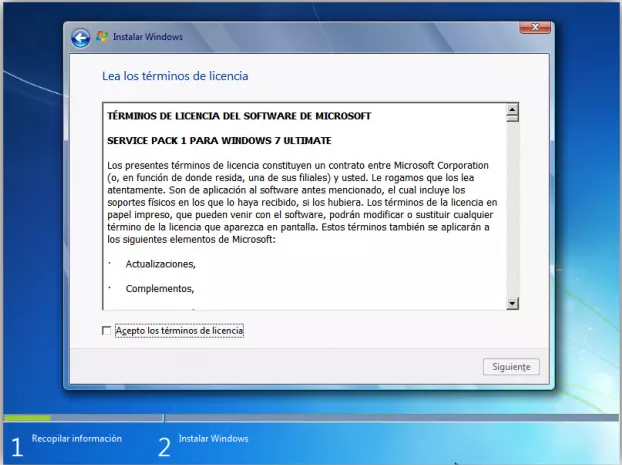 Instalar Windows
Lea los términos de licencia
TÉRMINOS DE LICENCIA DEL SOFTWARE DE MICROSOFT
SERVICE PACK 1 PARA WINDOWS 7 ULTIMATE
Los presentes términos de licencia constituyen un contrato entre Microsoft Corporation
(o, en función de donde resida, una de sus filiales) y usted. Le rogamos que los lea
atentamente. Son de aplicación al software antes mencionado, el cual incluye los
soportes físicos en los que lo haya recibido, si los hubiera. Los términos de la licencia en
papel impreso, que pueden venir con el software, podrán modificar o sustituir cualquier
término de la licencia que aparezca en pantalla. Estos términos también se aplicarán a
los siguientes elementos de Microsoft:
· Actualizaciones,
· Complementos,
Acepto los términos de licencia
Siguiente
1 Recopilar información
2 Instalar Windows